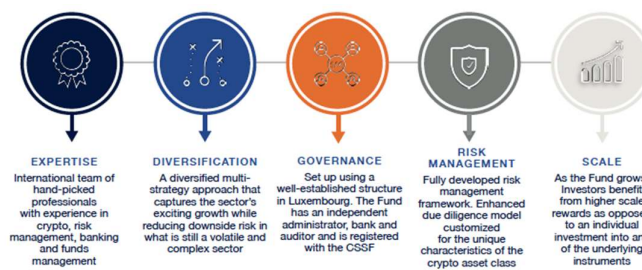 EXPERTISE
International team of
hand-picked
professionals
with experience in
crypto, risk
management, banking
and funds
management
DIVERSIFICATION
A diversified multi-
strategy approach that
captures the sector's
exciting growth while
reducing downside risk in
what is still a volatile and
complex sector
GOVERNANCE
Set up using a
well-established structure
in Luxembourg. The Fund
has an independent
administrator, bank and
auditor and is registered
with the CSSF
RISK
MANAGEMENT
Fully developed risk
management
framework. Enhanced
due diligence model
customized
for the unique
characteristics of the
crypto asset class
SCALE
As the Fund grows
Investors benefit
from higher scale
rewards as oppose
to an individual
investment into an
of the underlying
instruments